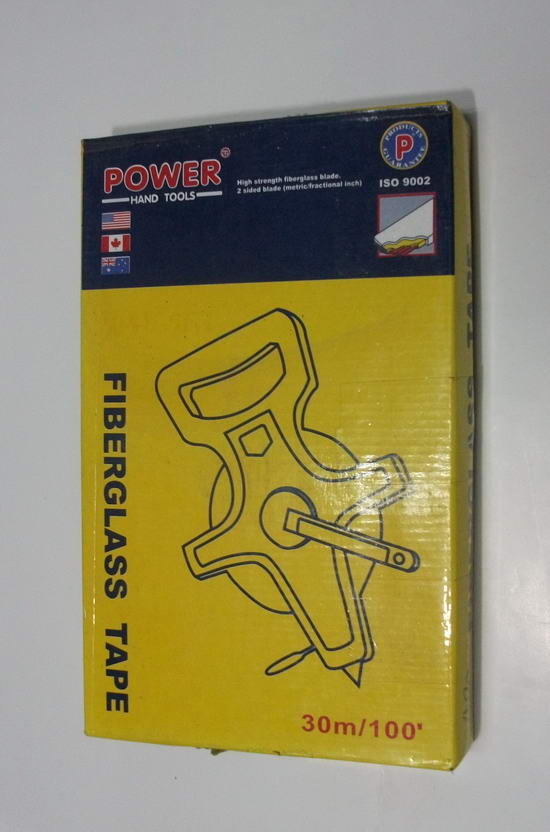 POWER®
HAND TOOLS
High strength fiberglass blade.
2 sided blade (metric/fractional inch)
PRODUCTS
P
GUARANTEE
ISO 9002
FIBERGLASS TAPE
30m/100'